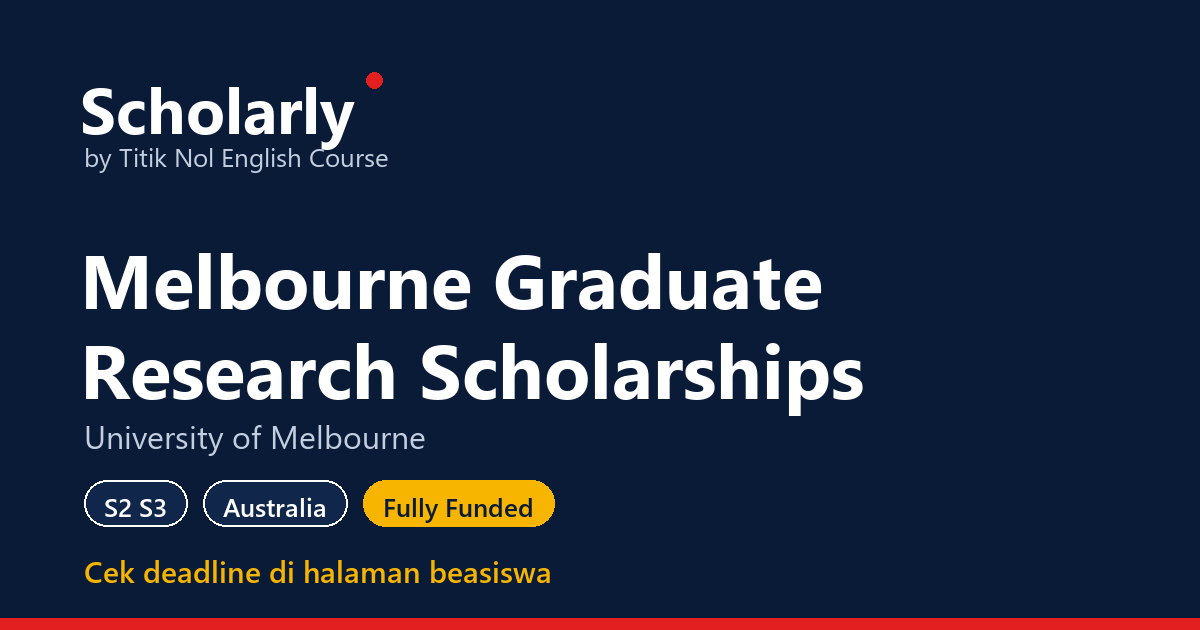 Scholarly
by Titik Nol English Course
Melbourne Graduate
Research Scholarships
University of Melbourne
S2 S3
Australia
Fully Funded
Cek deadline di halaman beasiswa